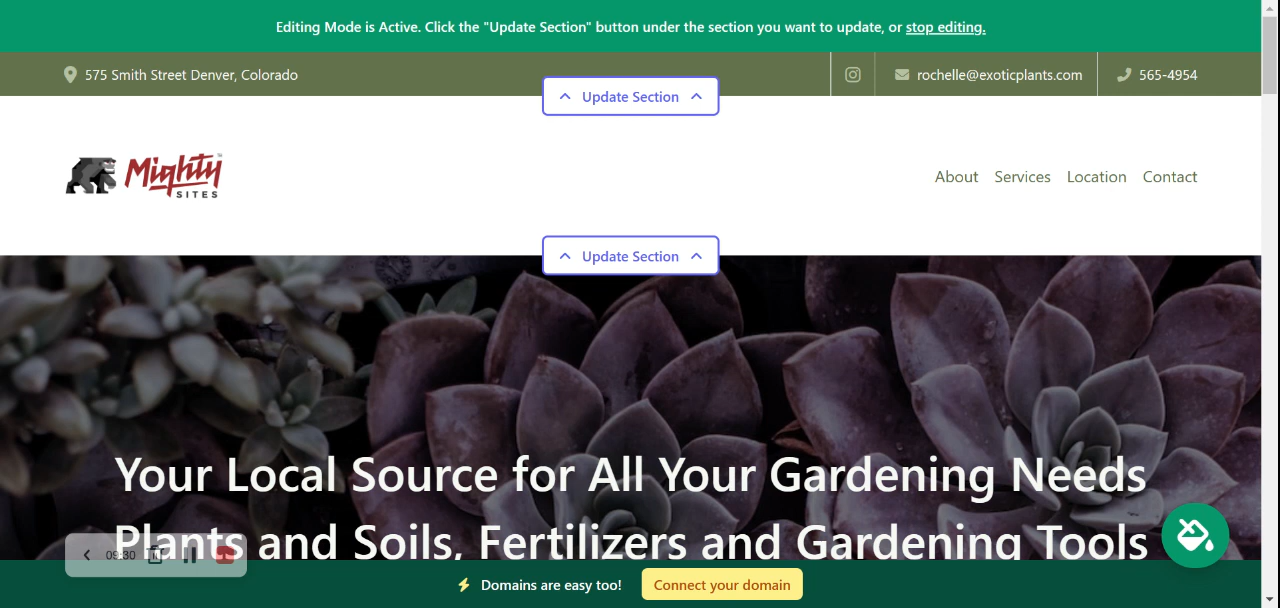 Editing Mode is Active. Click the "Update Section" button under the section you want to update, or stop editing.
575 Smith Street Denver, Colorado
rochelle@exoticplants.com
565-4954
Update Section
Mighty
SITES
About Services Location Contact
Update Section
Your Local Source for All Your Gardening Needs
Plants and Soils, Fertilizers and Gardening Tools
09:30
Domains are easy too! Connect your domain